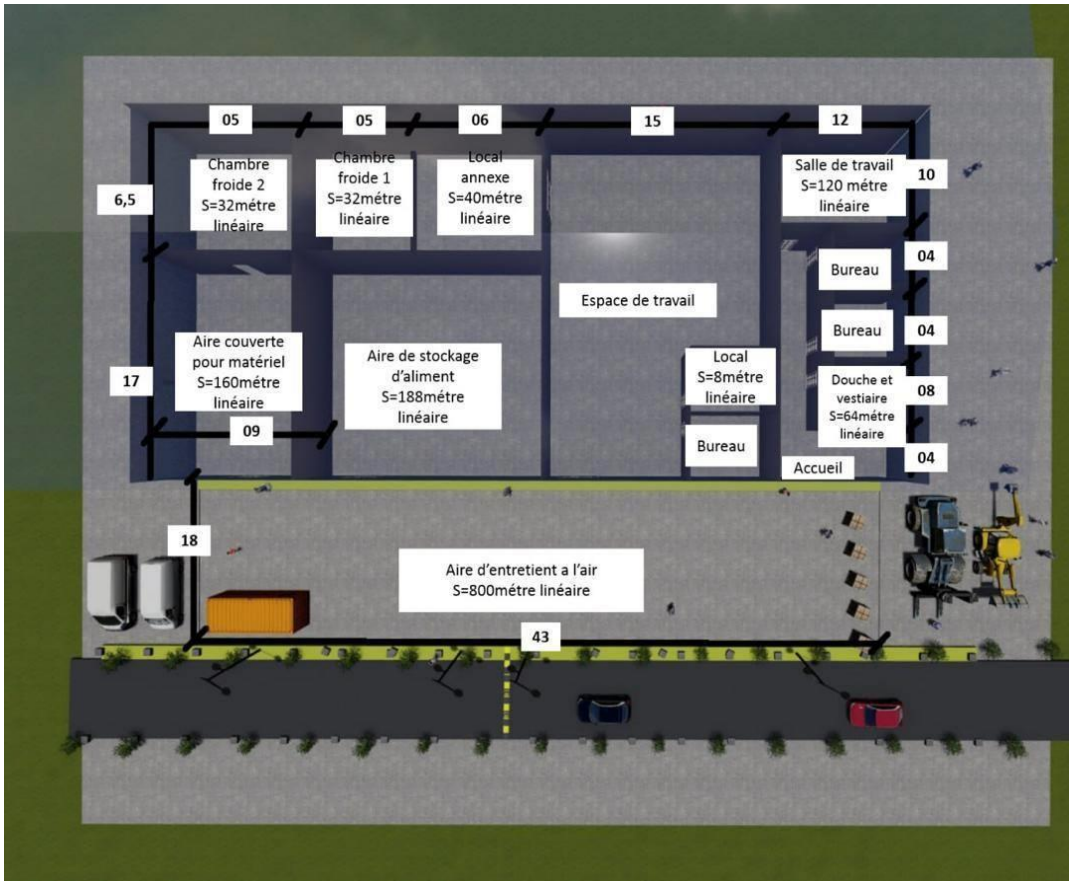 05
05
06
15
12
Chambre
froide 2
S=32métre
linéaire
Chambre
froide 1
S=32métre
linéaire
Local
annexe
S=40métre
linéaire
Salle de travail
S=120 métre
linéaire
10
6,5
04
Bureau
Espace de travail
04
Bureau
Aire couverte
pour matériel
S=160métre
linéaire
Aire de stockage
d’aliment
S=188métre
linéaire
Local
S=8métre
linéaire
Douche et
vestiaire
S=64métre
linéaire
08
17
09
Bureau
Accueil
04
18
Aire d’entretient a l’air
S=800métre linéaire
43